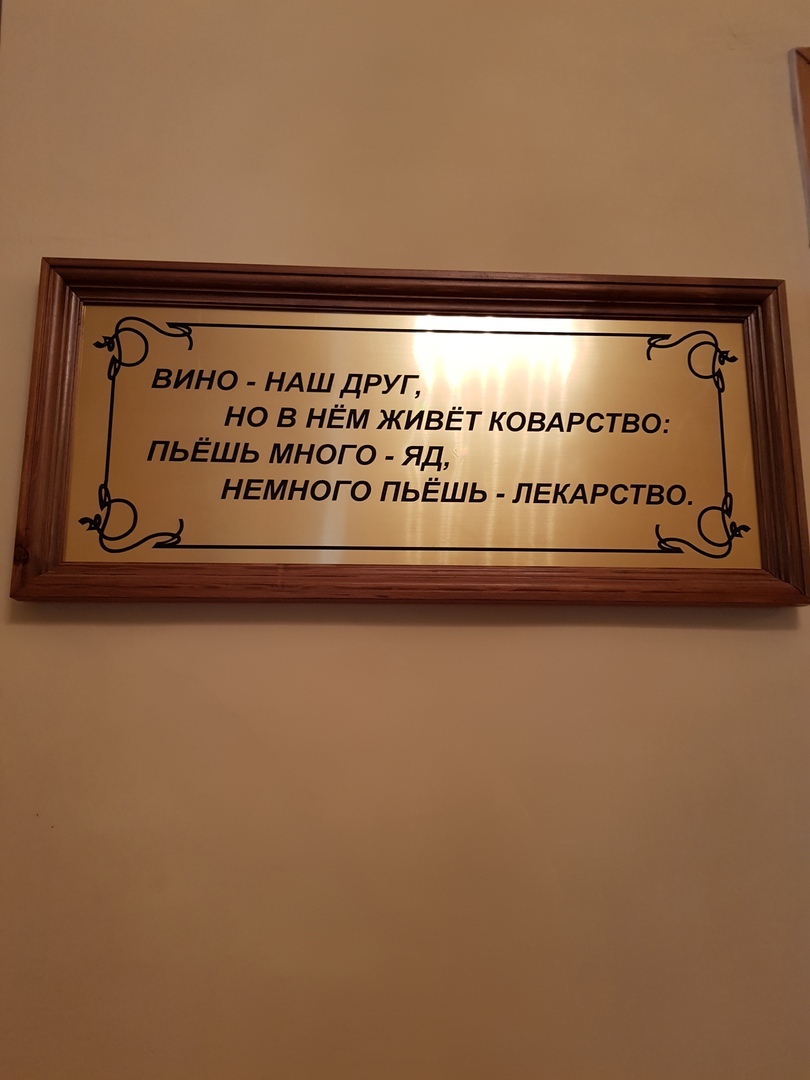 ВИНО - НАШ ДРУГ,
НО В НЁМ ЖИВЁТ КОВАРСТВО:
ПЬЁШЬ МНОГО - ЯД,
НЕМНОГО ПЬЁШЬ - ЛЕКАРСТВО.